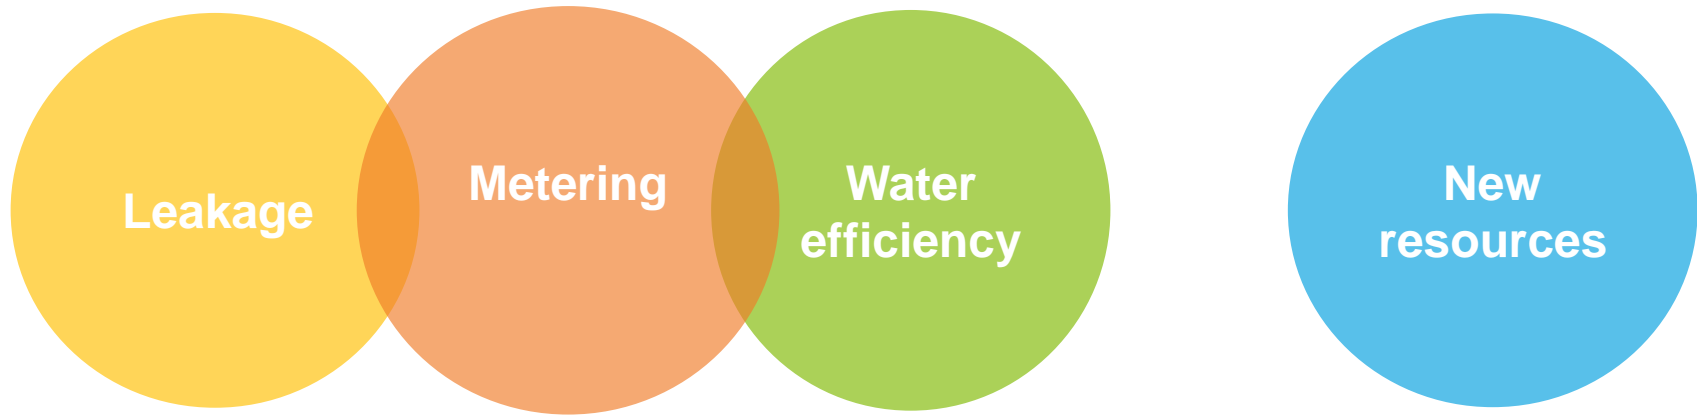 Leakage
Metering
Water
efficiency
New
resources